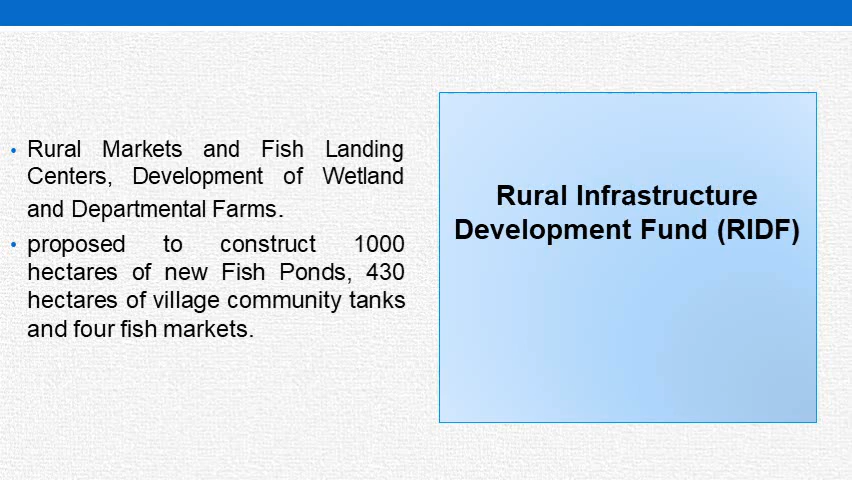 • Rural Markets and Fish Landing
Centers, Development of Wetland
and Departmental Farms.
• proposed to construct 1000
hectares of new Fish Ponds, 430
hectares of village community tanks
and four fish markets.
Rural Infrastructure
Development Fund (RIDF)